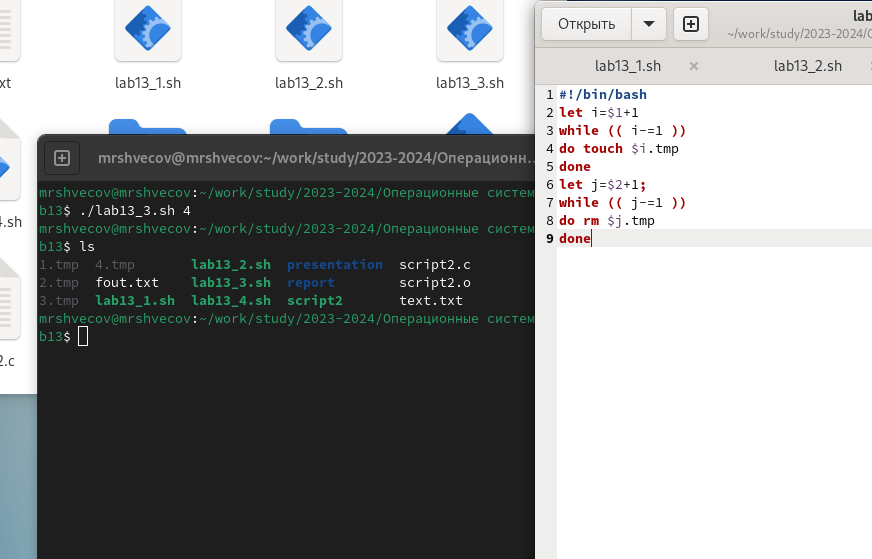 lab13_1.sh
lab13_2.sh
lab13_3.sh
4.sh
2.c
mrshvecov@mrshvecov:~/work/study/2023-2024/Операционн...
mrshvecov@mrshvecov:~/work/study/2023-2024/Операционные систем
b13$ ./lab13_3.sh 4
mrshvecov@mrshvecov:~/work/study/2023-2024/Операционные систем
b13$ ls
1.tmp 4.tmp lab13_2.sh presentation script2.c
2.tmp fout.txt lab13_3.sh report script2.o
3.tmp lab13_1.sh lab13_4.sh script2 text.txt
mrshvecov@mrshvecov:~/work/study/2023-2024/Операционные систем
b13$
Открыть
lab
~/work/study/2023-2024/О
lab13_1.sh × lab13_2.sh
1 #!/bin/bash
2 let i=$1+1
3 while (( i-=1 ))
4 do touch $i.tmp
5 done
6 let j=$2+1;
7 while (( j-=1 ))
8 do rm $j.tmp
9 done